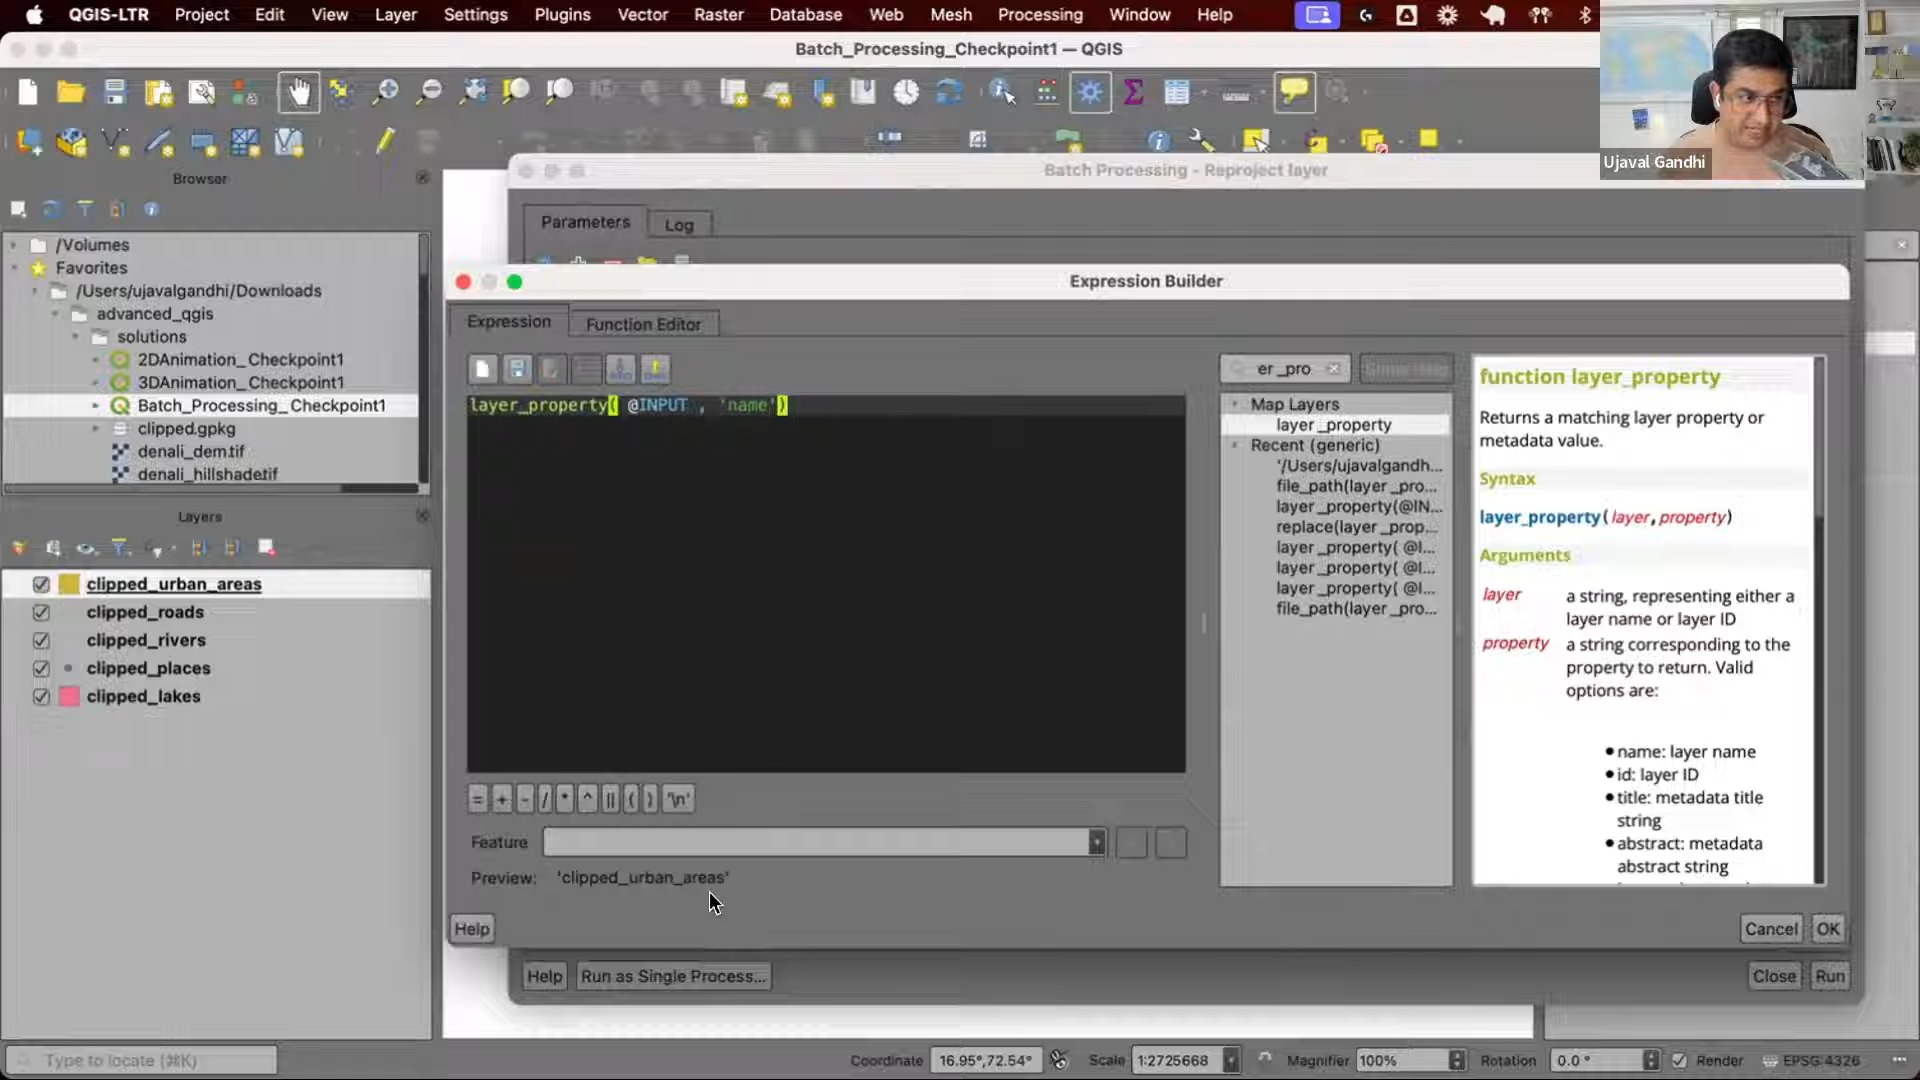 QGIS-LTR Project Edit View Layer Settings Plugins Vector Raster Database Web Mesh Processing Window Help
Batch_Processing_Checkpoint1 — QGIS
Ujaval Gandhi
Browser
/Volumes
Favorites
/Users/ujavalgandhi/Downloads
advanced_qgis
solutions
2DAnimation_Checkpoint1
3DAnimation_Checkpoint1
Batch_Processing_Checkpoint1
clipped.gpkg
denali_dem.tif
denali_hillshade.tif
Layers
clipped_urban_areas
clipped_roads
clipped_rivers
clipped_places
clipped_lakes
Batch Processing - Reproject layer
Parameters Log
Expression Builder
Expression Function Editor
layer_property( @INPUT , 'name')
= + - / * ^ || ( ) '\n'
Feature
Preview: 'clipped_urban_areas'
er_pro
Map Layers
layer_property
Recent (generic)
'/Users/ujavalgandh...
file_path(layer_pro...
layer_property(@IN...
replace(layer_prop...
layer_property( @I...
layer_property( @I...
layer_property( @I...
file_path(layer_pro...
function layer_property
Returns a matching layer property or
metadata value.
Syntax
layer_property(layer,property)
Arguments
layer a string, representing either a
layer name or layer ID
property a string corresponding to the
property to return. Valid
options are:
• name: layer name
• id: layer ID
• title: metadata title
string
• abstract: metadata
abstract string
Help Cancel OK
Help Run as Single Process... Close Run
Type to locate (⌘K) Coordinate 16.95°,72.54° Scale 1:2725668 Magnifier 100% Rotation 0.0 ° Render EPSG:4326